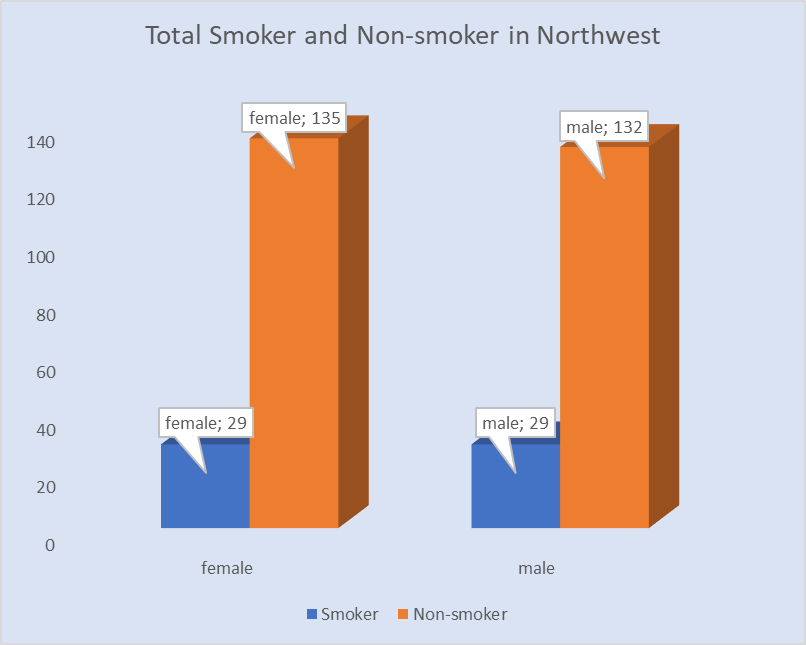 Total Smoker and Non-smoker in Northwest
female; 135
male; 132
140
120
100
80
60
40
20
0
female; 29
male; 29
female
male
Smoker
Non-smoker